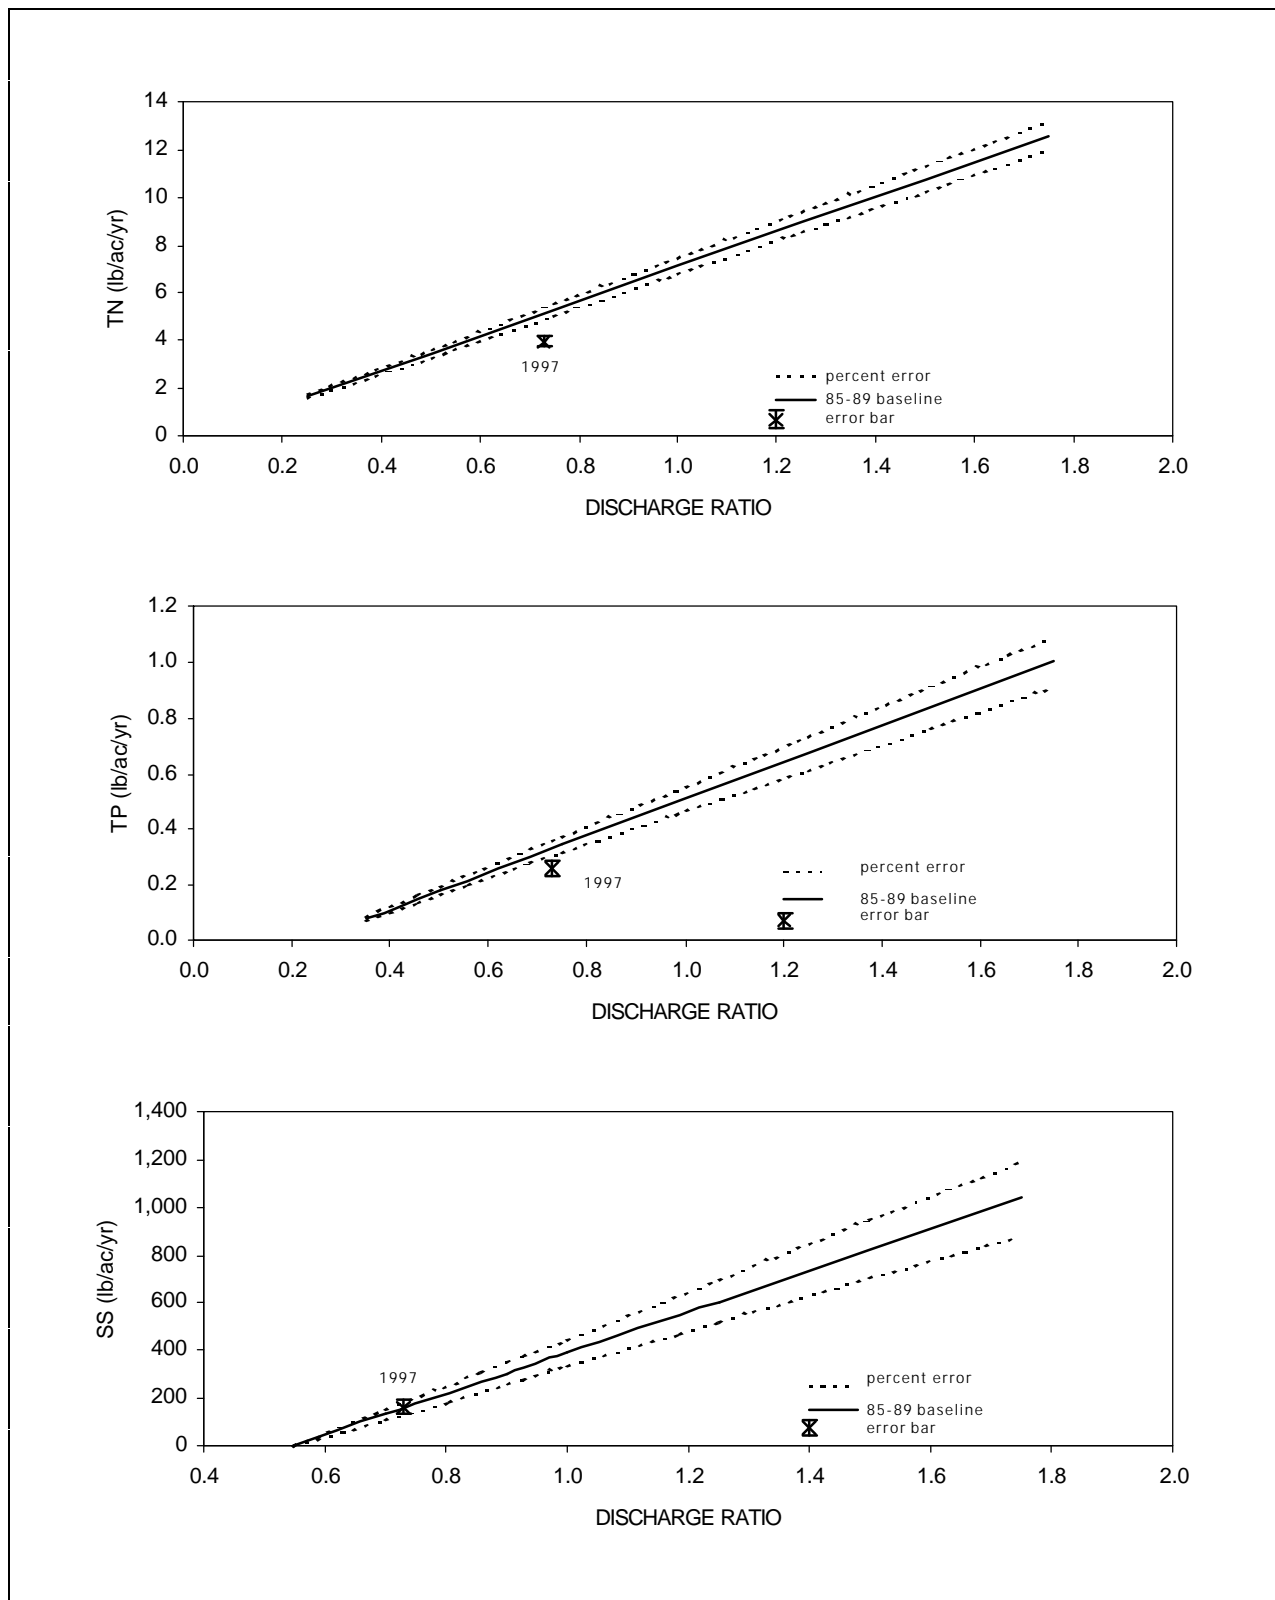 14
12
10
8
6
4
2
0
TN (lb/ac/yr)
1997
percent error
85-89 baseline
error bar
0.0 0.2 0.4 0.6 0.8 1.0 1.2 1.4 1.6 1.8 2.0
DISCHARGE RATIO
1.2
1.0
0.8
0.6
0.4
0.2
0.0
TP (lb/ac/yr)
1997
percent error
85-89 baseline
error bar
0.0 0.2 0.4 0.6 0.8 1.0 1.2 1.4 1.6 1.8 2.0
DISCHARGE RATIO
1,400
1,200
1,000
800
600
400
200
0
SS (lb/ac/yr)
1997
percent error
85-89 baseline
error bar
0.4 0.6 0.8 1.0 1.2 1.4 1.6 1.8 2.0
DISCHARGE RATIO